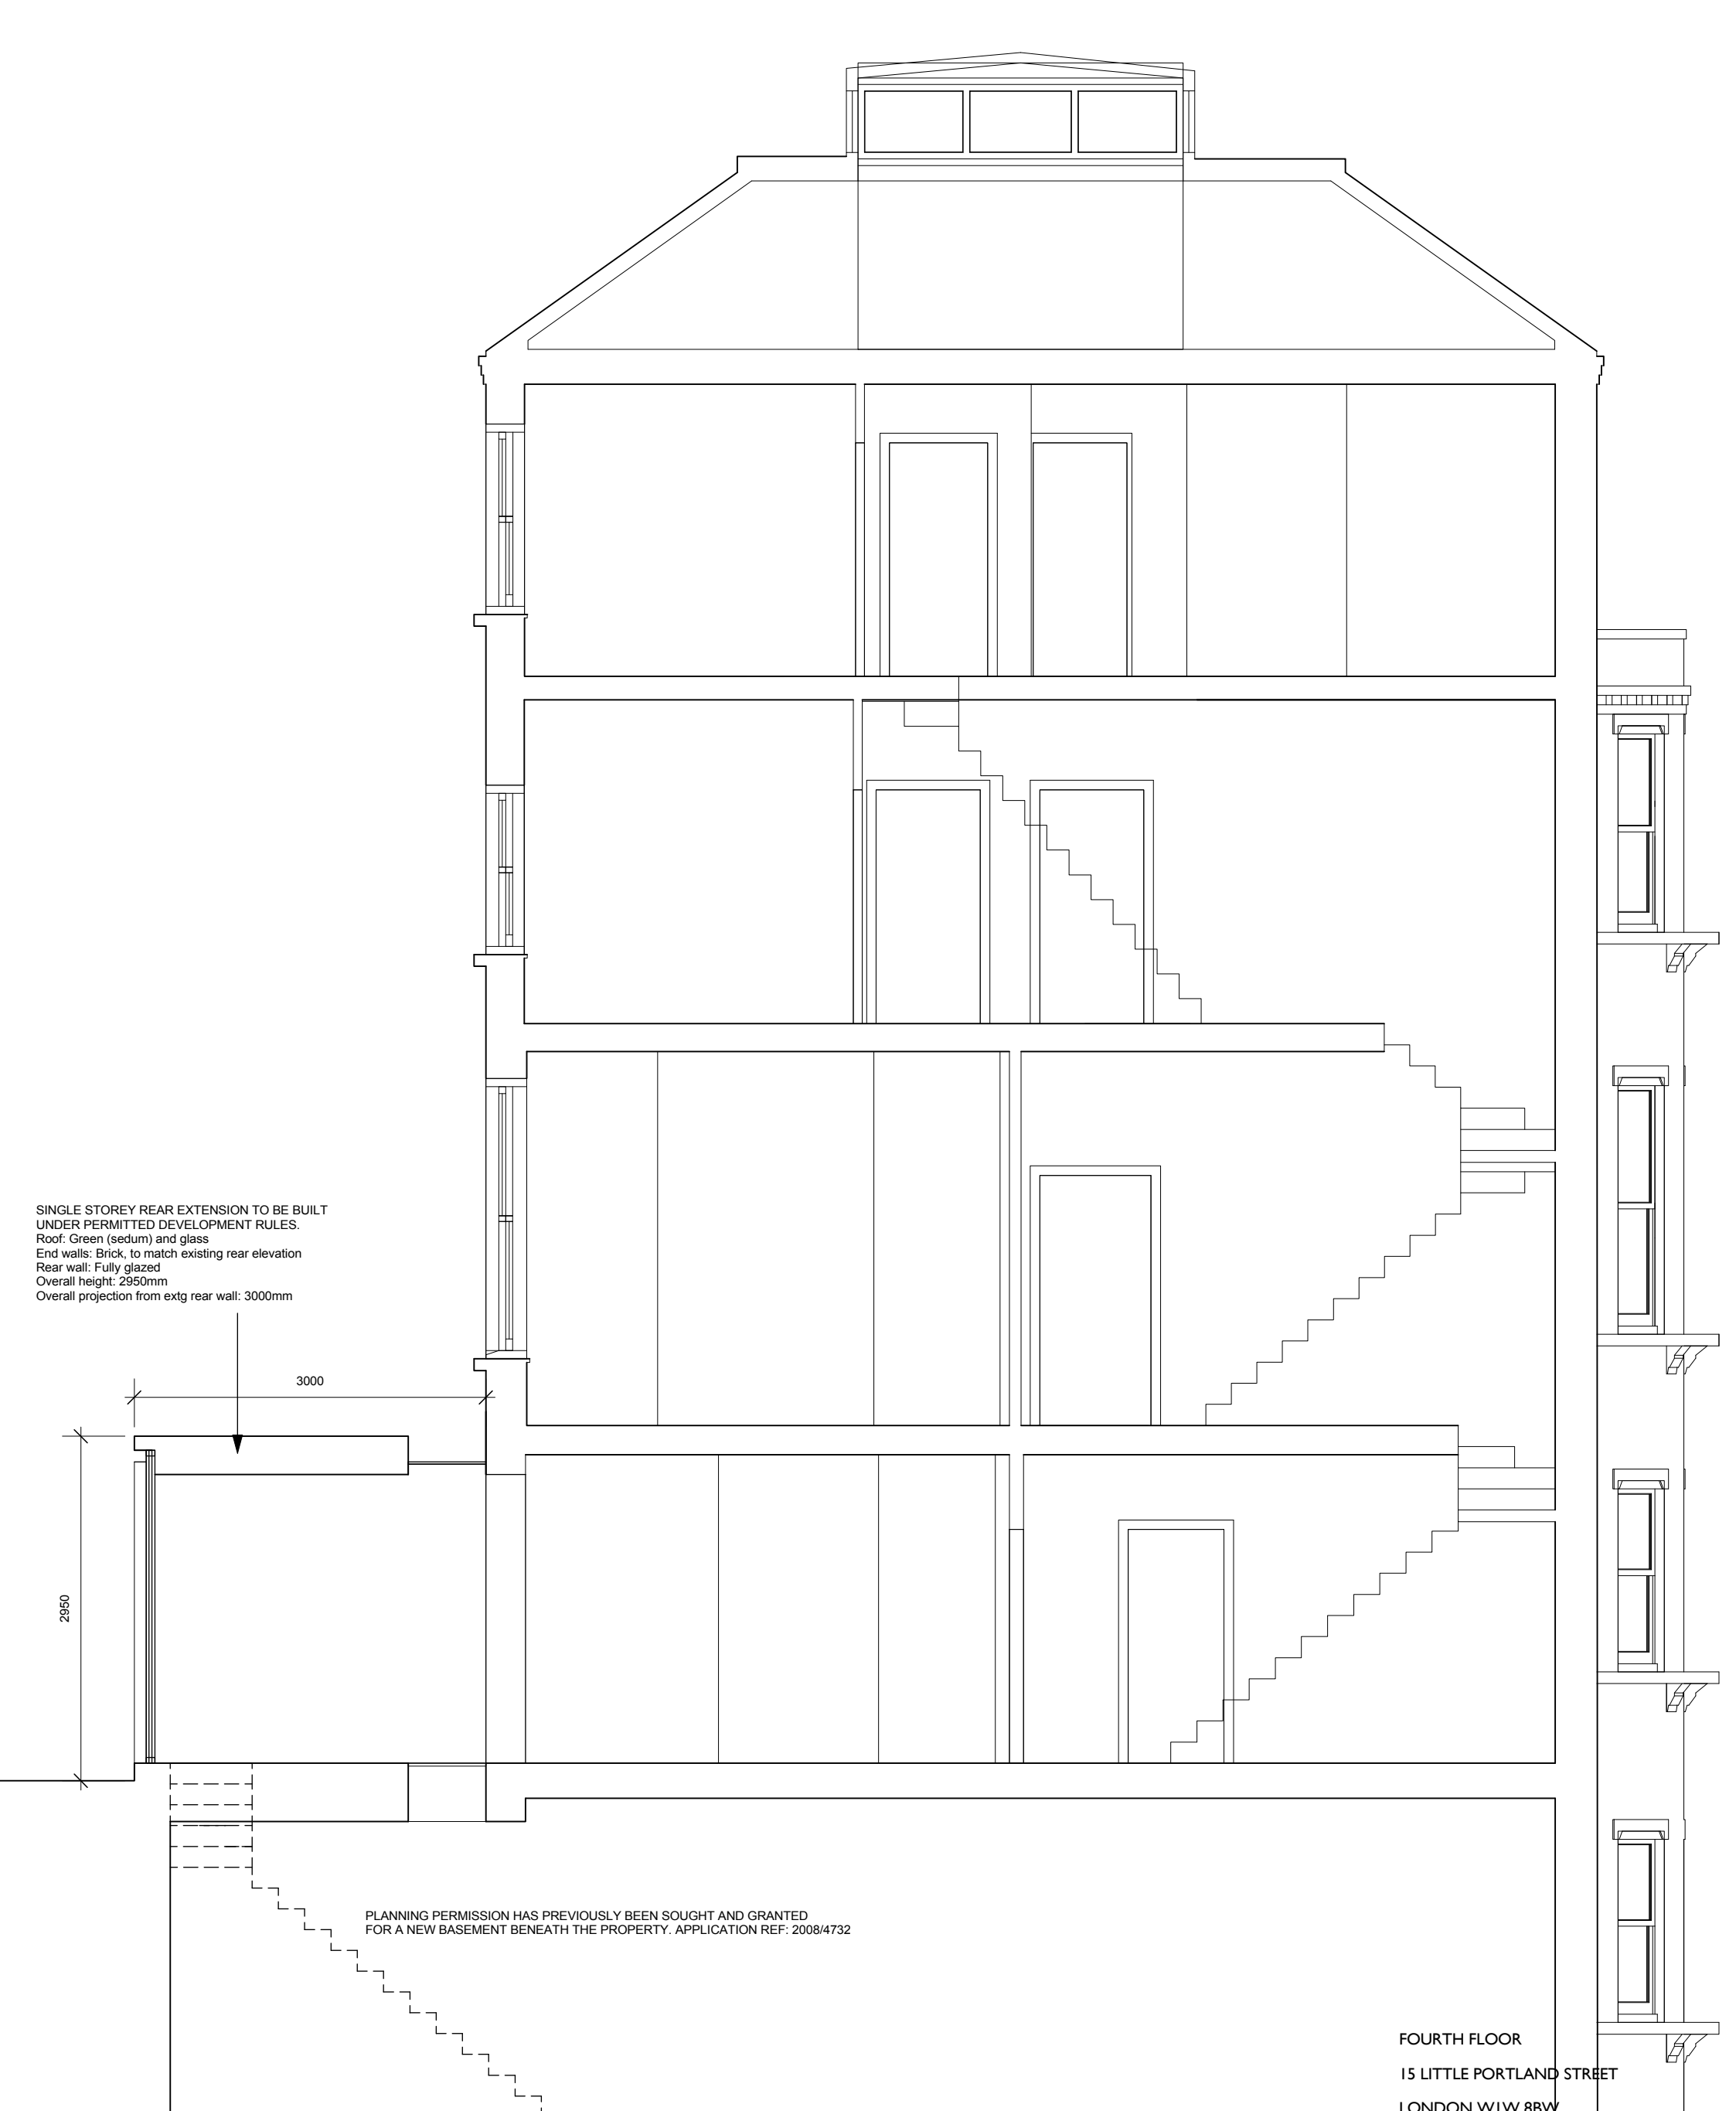 SINGLE STOREY REAR EXTENSION TO BE BUILT
UNDER PERMITTED DEVELOPMENT RULES.
Roof: Green (sedum) and glass
End walls: Brick, to match existing rear elevation
Rear wall: Fully glazed
Overall height: 2950mm
Overall projection from extg rear wall: 3000mm
3000
2950
PLANNING PERMISSION HAS PREVIOUSLY BEEN SOUGHT AND GRANTED
FOR A NEW BASEMENT BENEATH THE PROPERTY. APPLICATION REF: 2008/4732
FOURTH FLOOR
15 LITTLE PORTLAND STREET
LONDON W1W 8BW